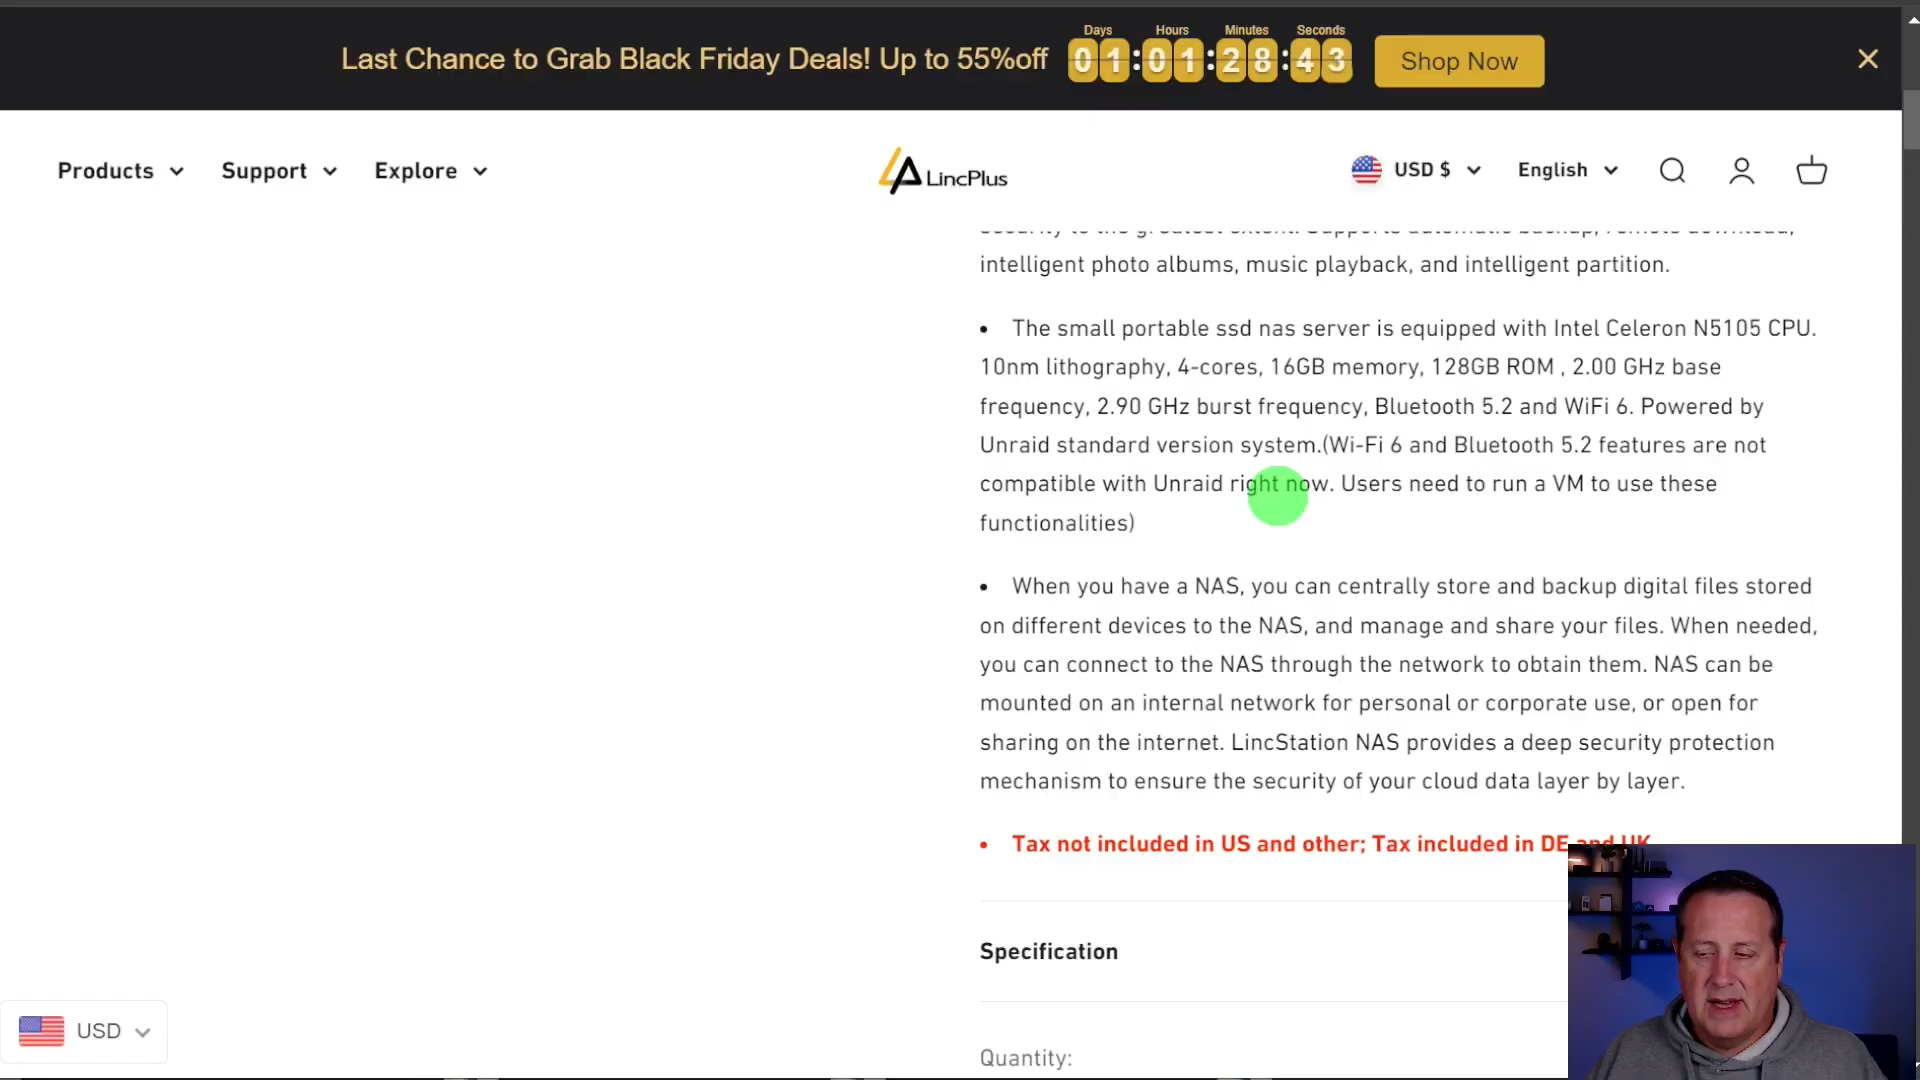 Last Chance to Grab Black Friday Deals! Up to 55%off
Days Hours Minutes Seconds
01:01:28:43
Shop Now
Products Support Explore
LincPlus
USD $ English
intelligent photo albums, music playback, and intelligent partition.
• The small portable ssd nas server is equipped with Intel Celeron N5105 CPU.
10nm lithography, 4-cores, 16GB memory, 128GB ROM , 2.00 GHz base
frequency, 2.90 GHz burst frequency, Bluetooth 5.2 and WiFi 6. Powered by
Unraid standard version system.(Wi-Fi 6 and Bluetooth 5.2 features are not
compatible with Unraid right now. Users need to run a VM to use these
functionalities)
• When you have a NAS, you can centrally store and backup digital files stored
on different devices to the NAS, and manage and share your files. When needed,
you can connect to the NAS through the network to obtain them. NAS can be
mounted on an internal network for personal or corporate use, or open for
sharing on the internet. LincStation NAS provides a deep security protection
mechanism to ensure the security of your cloud data layer by layer.
• Tax not included in US and other; Tax included in DE and UK
Specification
USD
Quantity: